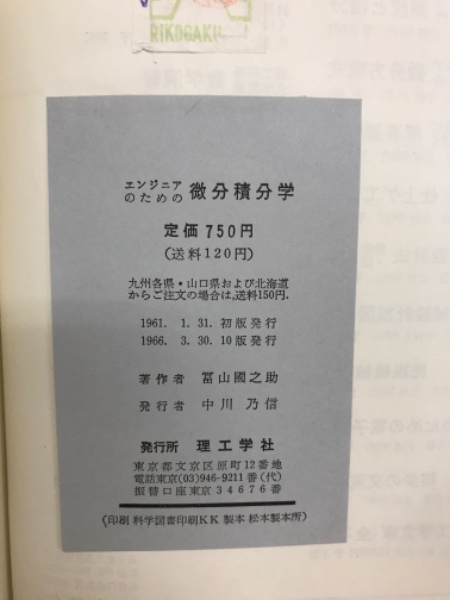 RIKOGAKU
エンジニアのための 微分積分学
定価 750円
(送料120円)
九州各県・山口県および北海道
からご注文の場合は,送料150円.
1961. 1. 31. 初版発行
1966. 3. 30. 10版発行
著作者 冨山國之助
発行者 中川乃信
発行所 理工学社
東京都文京区原町12番地
電話東京(03)946-9211番(代)
振替口座東京34676番
(印刷 科学図書印刷KK 製本 松本製本所)